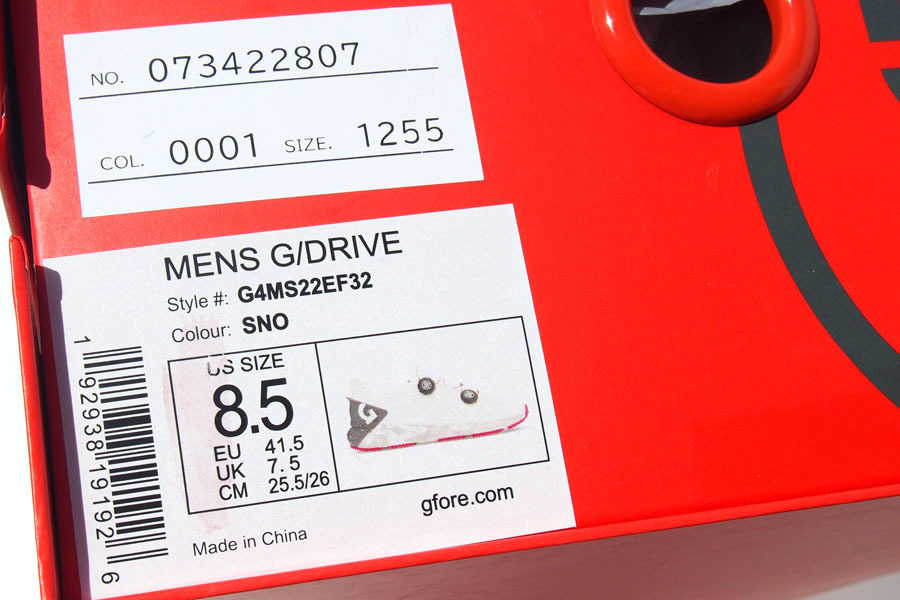 NO. 073422807
COL. 0001 SIZE. 1255
MENS G/DRIVE
Style #: G4MS22EF32
Colour: SNO
US SIZE
8.5
EU 41.5
UK 7.5
CM 25.5/26
gfore.com
Made in China
1 92938 19192 6